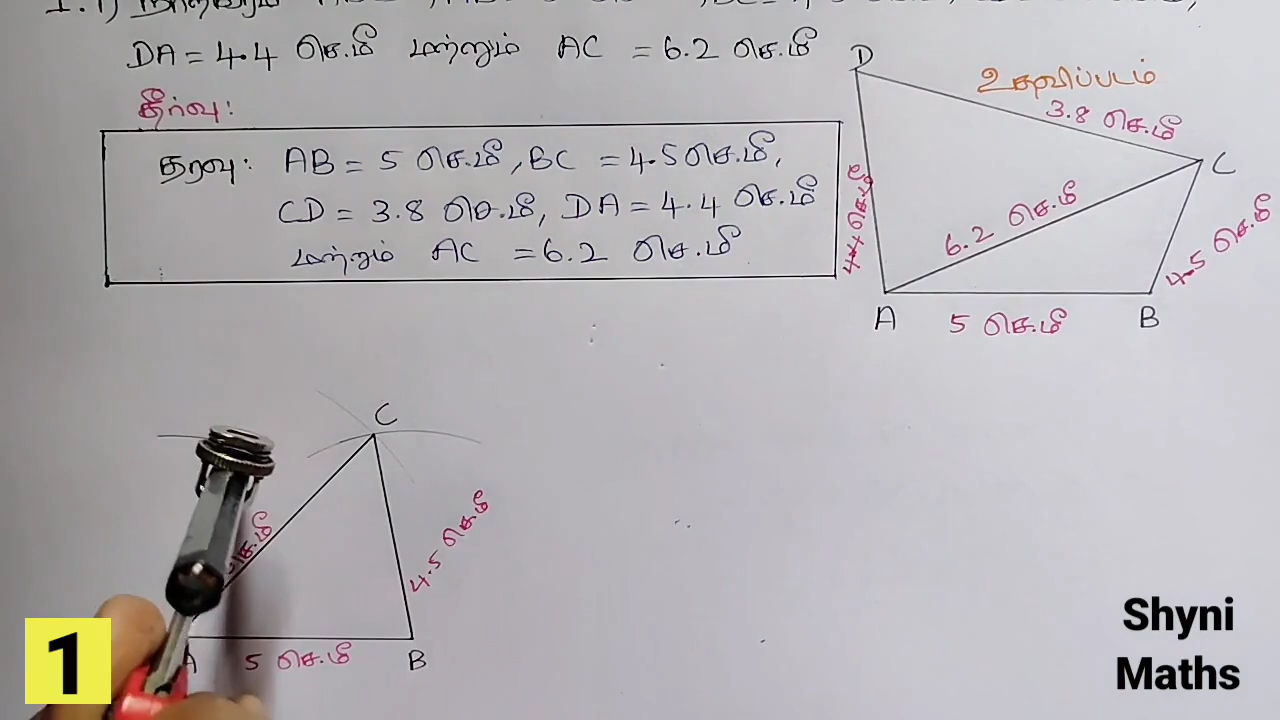 DA = 4.4 செ.மீ மற்றும் AC = 6.2 செ.மீ
தீர்வு:
தரவு: AB = 5 செ.மீ, BC = 4.5 செ.மீ,
CD = 3.8 செ.மீ, DA = 4.4 செ.மீ
மற்றும் AC = 6.2 செ.மீ
உதவிப்படம்
D
3.8 செ.மீ
C
4.4 செ.மீ
6.2 செ.மீ
4.5 செ.மீ
A
5 செ.மீ
B
C
செ.மீ
4.5 செ.மீ
A
5 செ.மீ
B
1
Shyni
Maths